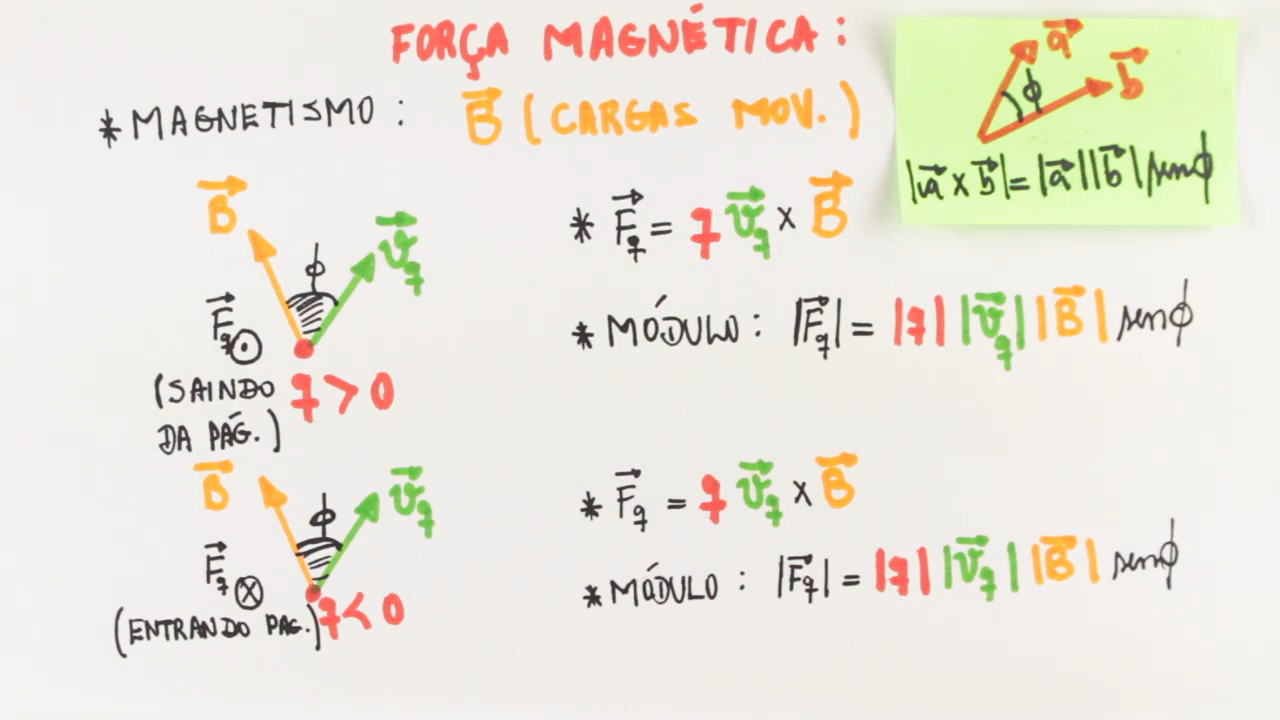 FORÇA MAGNÉTICA:
* MAGNETISMO: B⃗ (CARGAS MOV.)
a⃗
ϕ
b⃗
|a⃗ x b⃗| = |a⃗||b⃗| senϕ
B⃗
v⃗q
ϕ
F⃗q
(SAINDO
DA PÁG.)
q > 0
* F⃗q = q v⃗q x B⃗
* MÓDULO: |F⃗q| = |q| |v⃗q| |B⃗| senϕ
B⃗
v⃗q
ϕ
F⃗q
(ENTRANDO PAG.)
q < 0
* F⃗q = q v⃗q x B⃗
* MÓDULO: |F⃗q| = |q| |v⃗q| |B⃗| senϕ